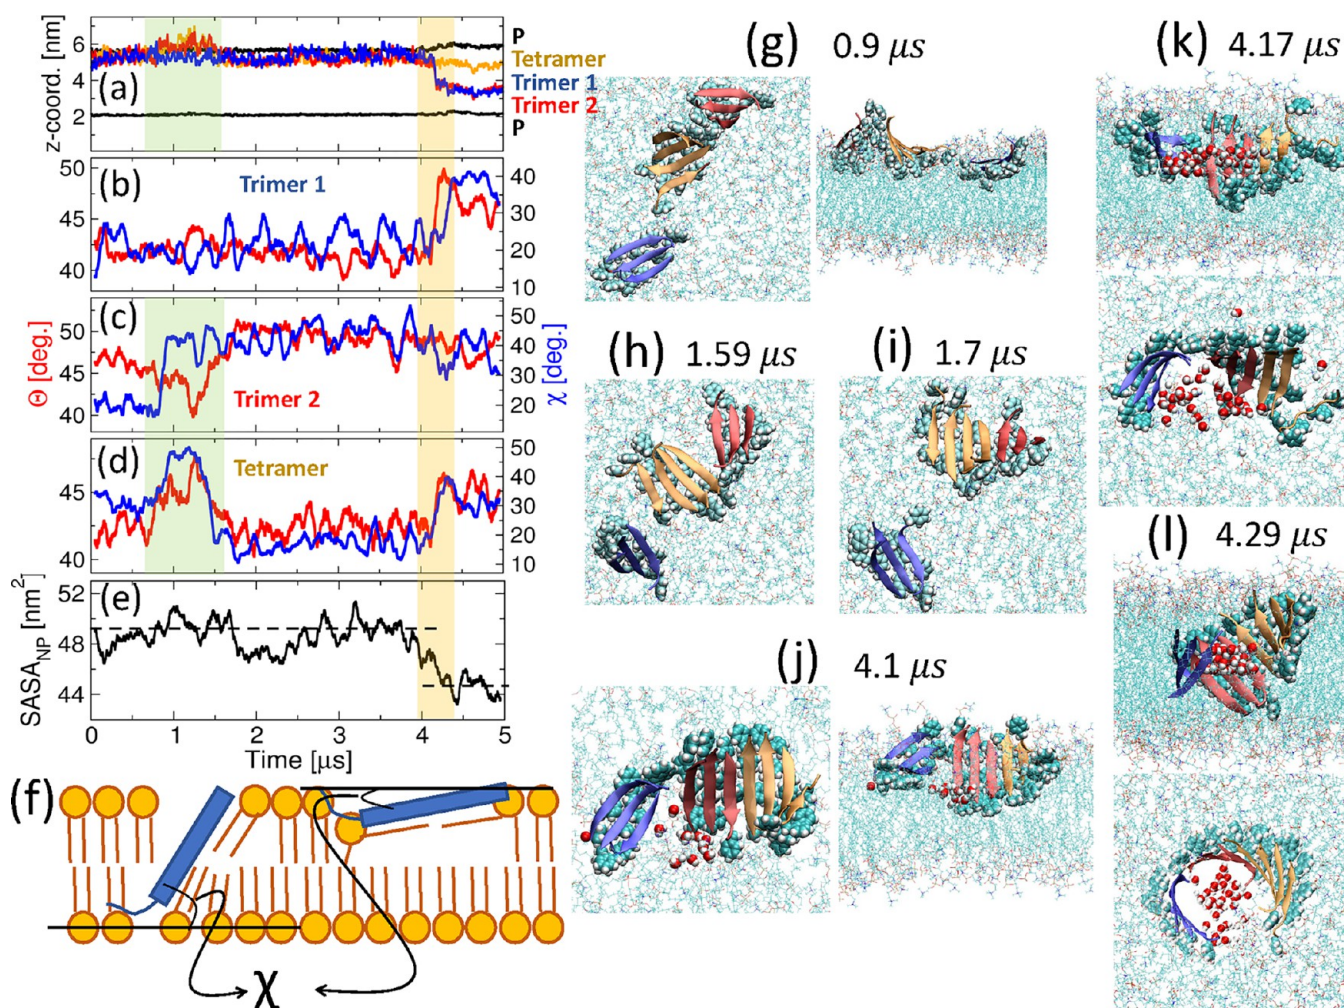 z-coord. [nm]
6
4
2
(a)
P
Tetramer
Trimer 1
Trimer 2
P
50
45
40
(b)
Trimer 1
40
30
20
10
50
45
40
Θ [deg.]
(c)
Trimer 2
50
40
30
20
χ [deg.]
45
40
(d)
Tetramer
50
40
30
20
10
SASA_NP [nm²]
51
48
44
(e)
0 1 2 3 4 5
Time [μs]
(f)
χ
(g) 0.9 μs
(h) 1.59 μs
(i) 1.7 μs
(j) 4.1 μs
(k) 4.17 μs
(l) 4.29 μs